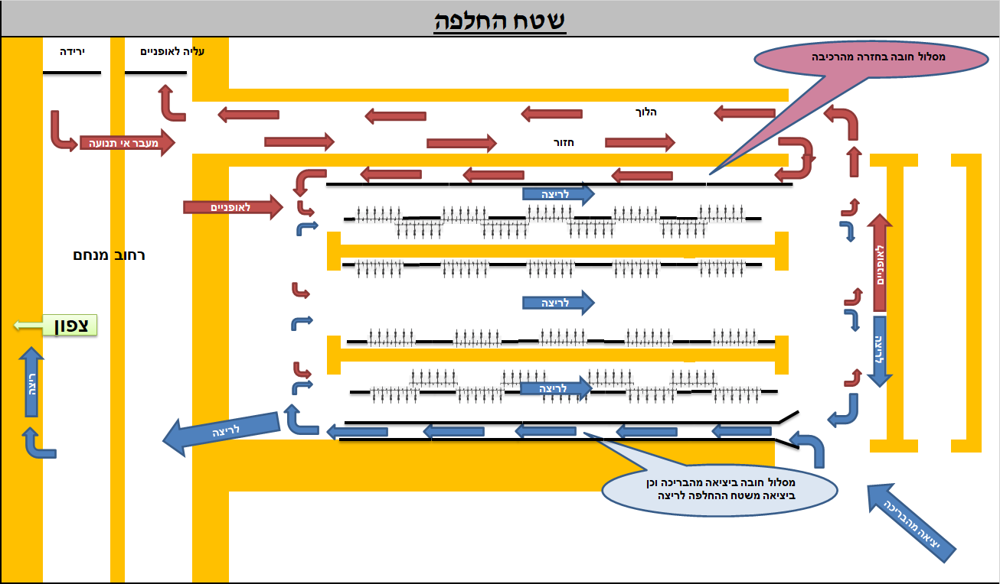 שטח החלפה
ירידה
עליה לאופניים
מסלול חובה בחזרה מהרכיבה
הלוך
מעבר אי תנועה
חזור
לריצה
לאופניים
רחוב מנחם
לאופניים
לריצה
צפון
לריצה
ריצה
לריצה
לריצה
מסלול חובה ביציאה מהבריכה וכן
ביציאה משטח ההחלפה לריצה
יציאה מהבריכה